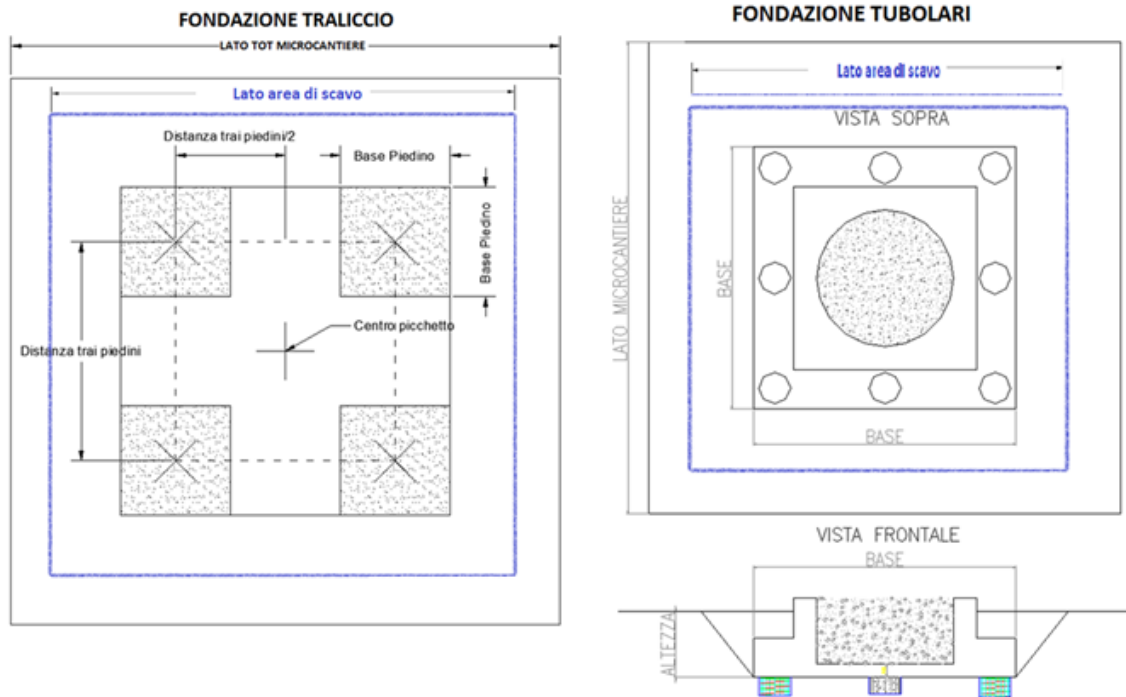 FONDAZIONE TRALICCIO
LATO TOT MICROCANTIERE
Lato area di scavo
Distanza trai piedini/2
Base Piedino
Base Piedino
Centro picchetto
Distanza trai piedini
FONDAZIONE TUBOLARI
Lato area di scavo
VISTA SOPRA
LATO MICROCANTIERE
BASE
BASE
VISTA FRONTALE
BASE
ALTEZZA